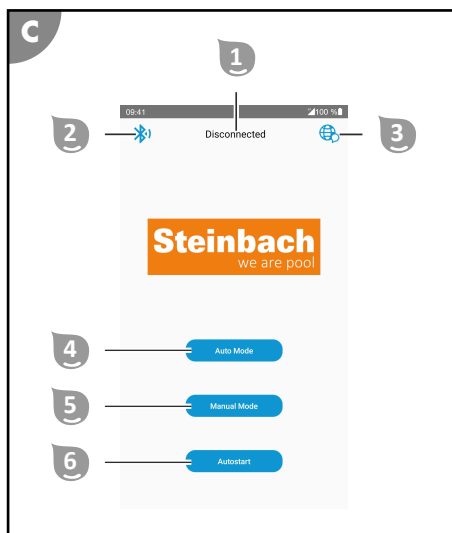 C
1
2
3
09:41 100 %
Disconnected
Steinbach
we are pool
4
Auto Mode
5
Manual Mode
6
Autostart